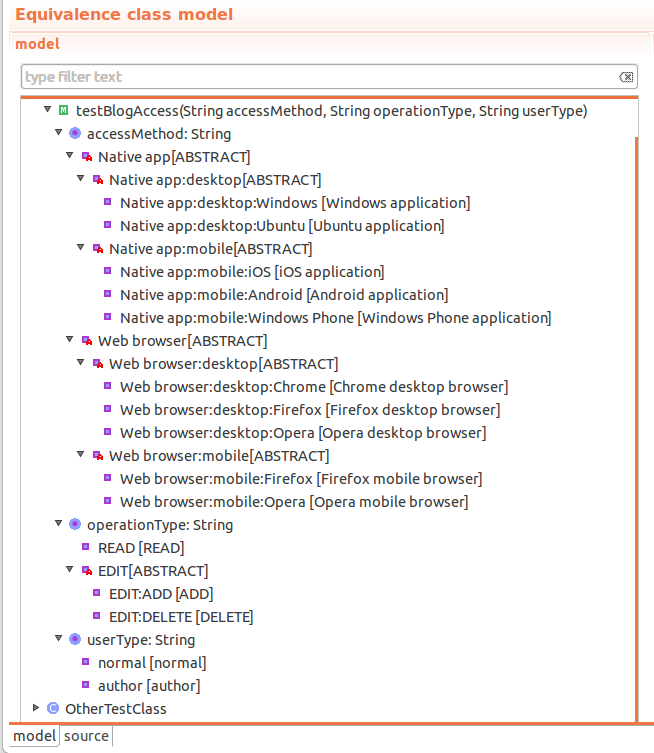 Equivalence class model
model
type filter text
M testBlogAccess(String accessMethod, String operationType, String userType)
accessMethod: String
A Native app[ABSTRACT]
A Native app:desktop[ABSTRACT]
Native app:desktop:Windows [Windows application]
Native app:desktop:Ubuntu [Ubuntu application]
A Native app:mobile[ABSTRACT]
Native app:mobile:iOS [iOS application]
Native app:mobile:Android [Android application]
Native app:mobile:Windows Phone [Windows Phone application]
A Web browser[ABSTRACT]
A Web browser:desktop[ABSTRACT]
Web browser:desktop:Chrome [Chrome desktop browser]
Web browser:desktop:Firefox [Firefox desktop browser]
Web browser:desktop:Opera [Opera desktop browser]
A Web browser:mobile[ABSTRACT]
Web browser:mobile:Firefox [Firefox mobile browser]
Web browser:mobile:Opera [Opera mobile browser]
operationType: String
READ [READ]
A EDIT[ABSTRACT]
EDIT:ADD [ADD]
EDIT:DELETE [DELETE]
userType: String
normal [normal]
author [author]
C OtherTestClass
model source